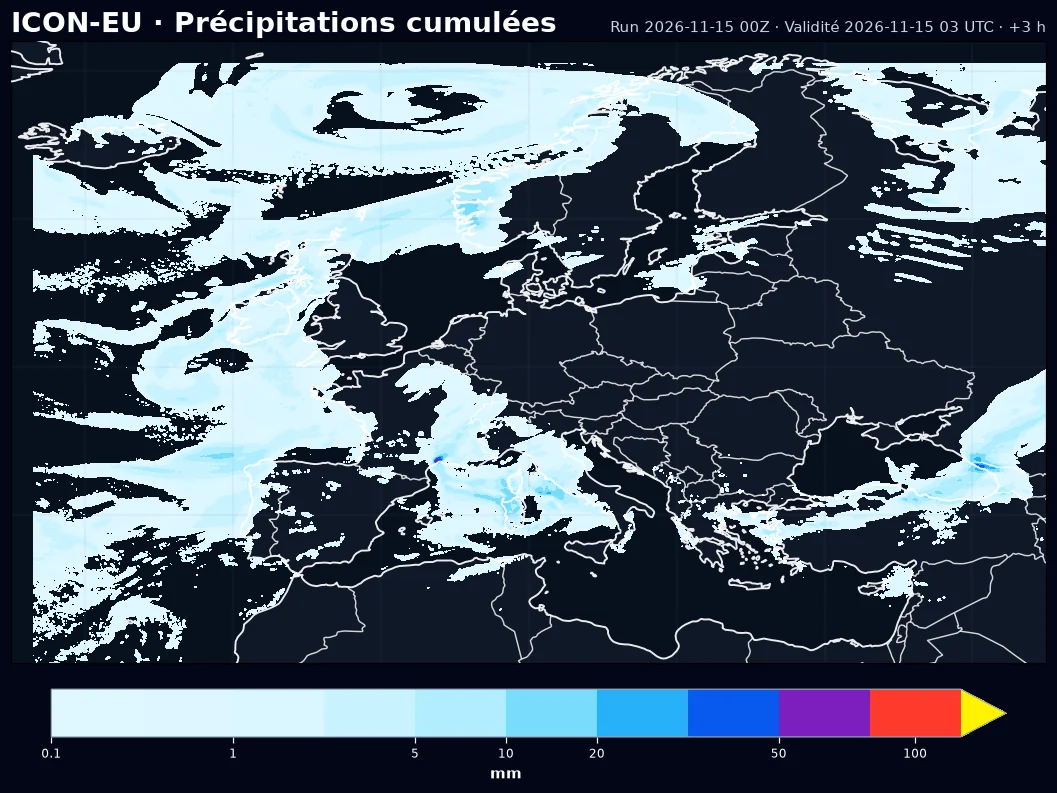 ICON-EU · Précipitations cumulées
Run 2026-11-15 00Z · Validité 2026-11-15 03 UTC · +3 h
0.1 1 5 10 20 50 100
mm